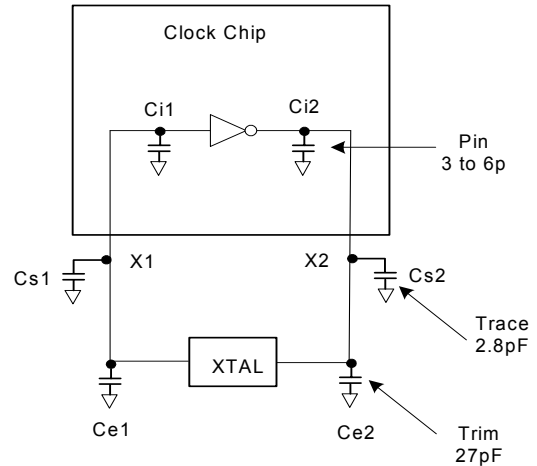 Clock Chip
Ci1
Ci2
Pin
3 to 6p
X1
X2
Cs1
Cs2
Trace
2.8pF
XTAL
Ce1
Ce2
Trim
27pF